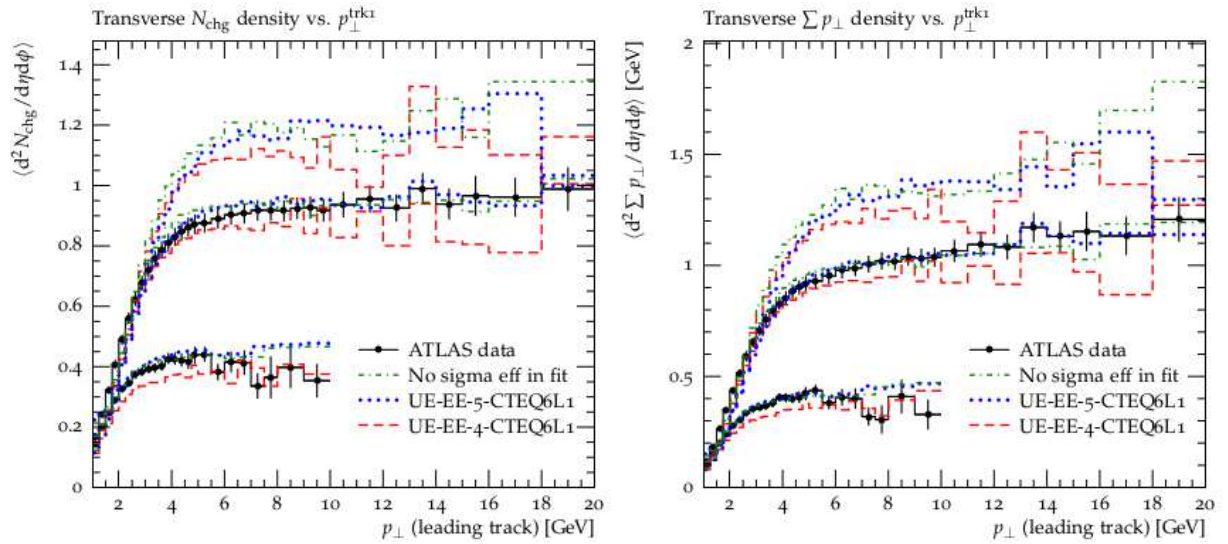 Transverse N_chg density vs. p_⊥^trk1
⟨d²N_chg/dηdϕ⟩
1.4
1.2
1
0.8
0.6
0.4
0.2
0
ATLAS data
No sigma eff in fit
UE-EE-5-CTEQ6L1
UE-EE-4-CTEQ6L1
2 4 6 8 10 12 14 16 18 20
p_⊥ (leading track) [GeV]
Transverse ∑ p_⊥ density vs. p_⊥^trk1
⟨d² ∑ p_⊥/dηdϕ⟩ [GeV]
2
1.5
1
0.5
0
ATLAS data
No sigma eff in fit
UE-EE-5-CTEQ6L1
UE-EE-4-CTEQ6L1
2 4 6 8 10 12 14 16 18 20
p_⊥ (leading track) [GeV]